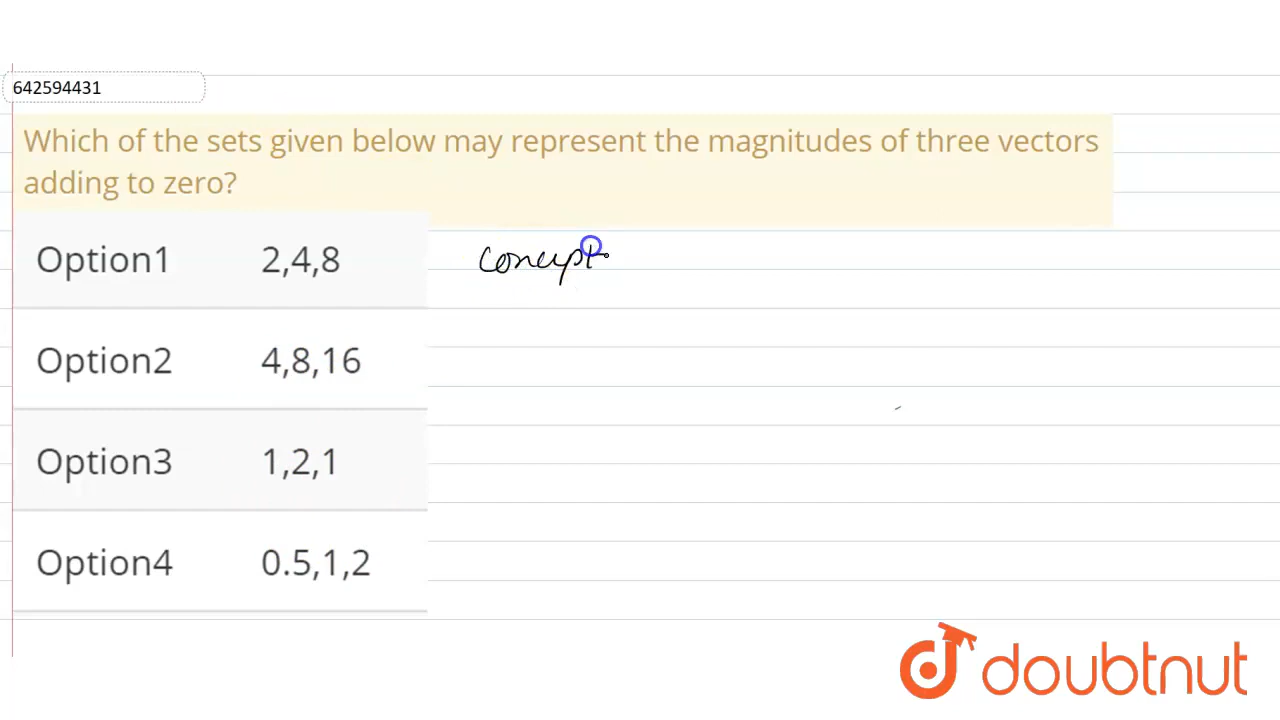 642594431
Which of the sets given below may represent the magnitudes of three vectors
adding to zero?
Option1 2,4,8
concept
Option2 4,8,16
Option3 1,2,1
Option4 0.5,1,2
doubtnut